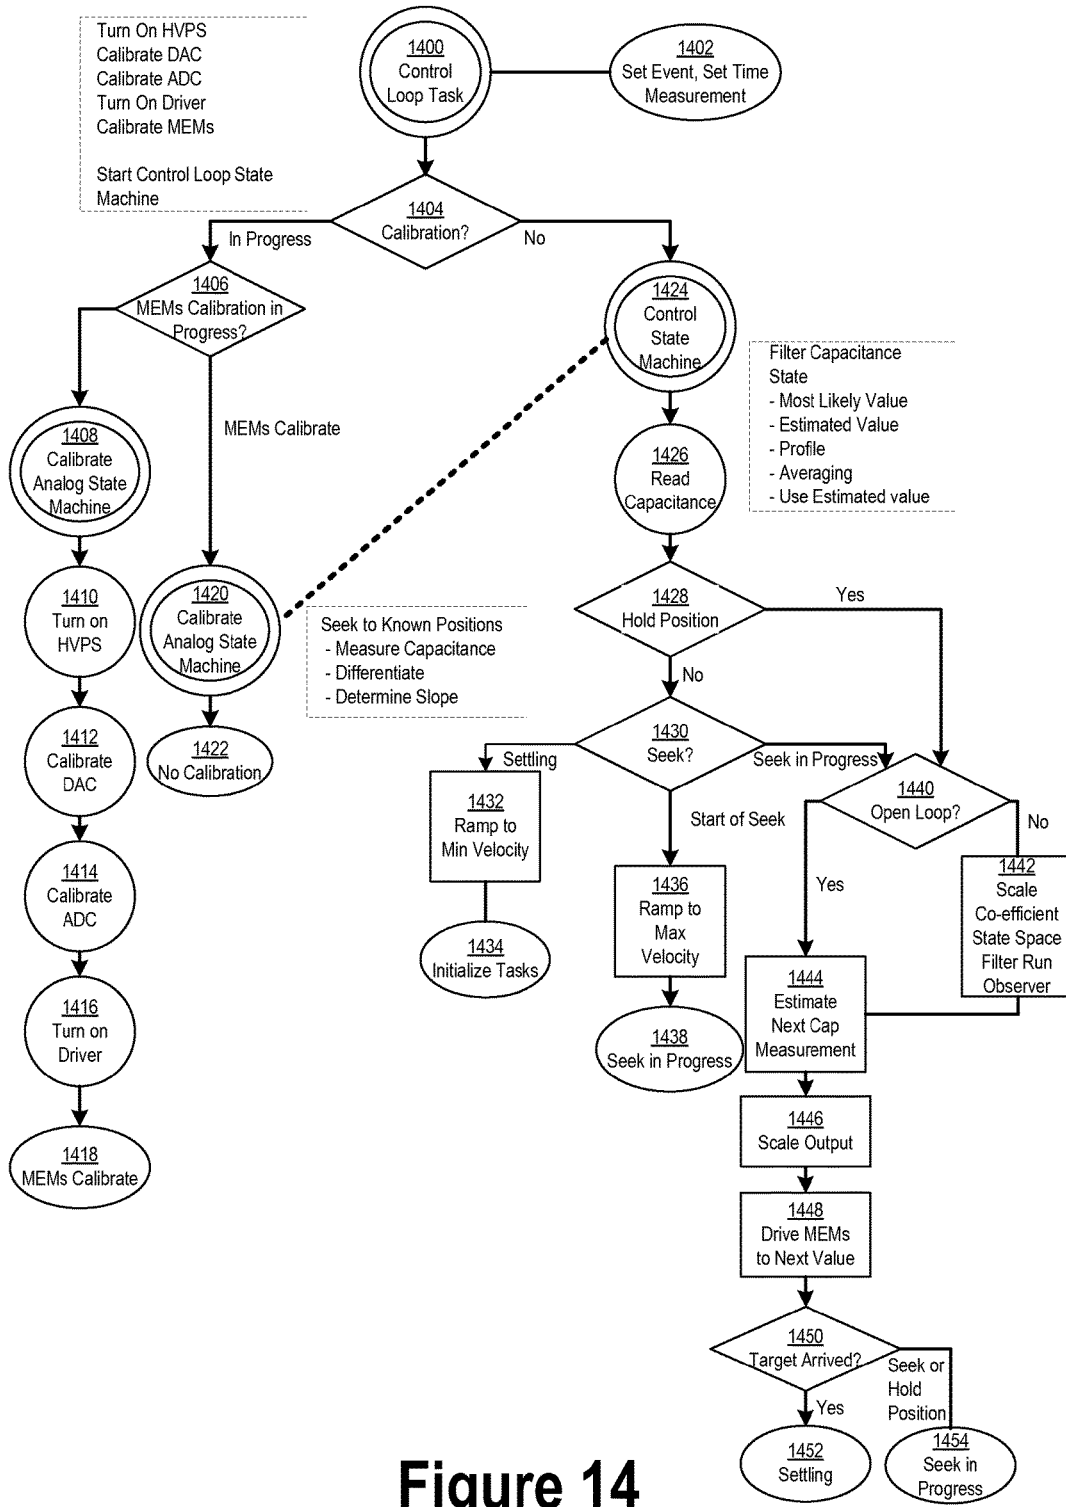 Turn On HVPS
Calibrate DAC
Calibrate ADC
Turn On Driver
Calibrate MEMs
Start Control Loop State
Machine
1400
Control
Loop Task
1402
Set Event, Set Time
Measurement
1404
Calibration?
In Progress
No
1406
MEMs Calibration in
Progress?
MEMs Calibrate
1408
Calibrate
Analog State
Machine
1410
Turn on
HVPS
1412
Calibrate
DAC
1414
Calibrate
ADC
1416
Turn on
Driver
1418
MEMs Calibrate
1420
Calibrate
Analog State
Machine
1422
No Calibration
Seek to Known Positions
- Measure Capacitance
- Differentiate
- Determine Slope
1424
Control
State
Machine
Filter Capacitance
State
- Most Likely Value
- Estimated Value
- Profile
- Averaging
- Use Estimated value
1426
Read
Capacitance
1428
Hold Position
Yes
No
1430
Seek?
Settling
Seek in Progress
Start of Seek
1432
Ramp to
Min Velocity
1434
Initialize Tasks
1436
Ramp to
Max
Velocity
1438
Seek in Progress
1440
Open Loop?
No
Yes
1442
Scale
Co-efficient
State Space
Filter Run
Observer
1444
Estimate
Next Cap
Measurement
1446
Scale Output
1448
Drive MEMs
to Next Value
1450
Target Arrived?
Yes
Seek or
Hold
Position
1452
Settling
1454
Seek in
Progress
Figure 14